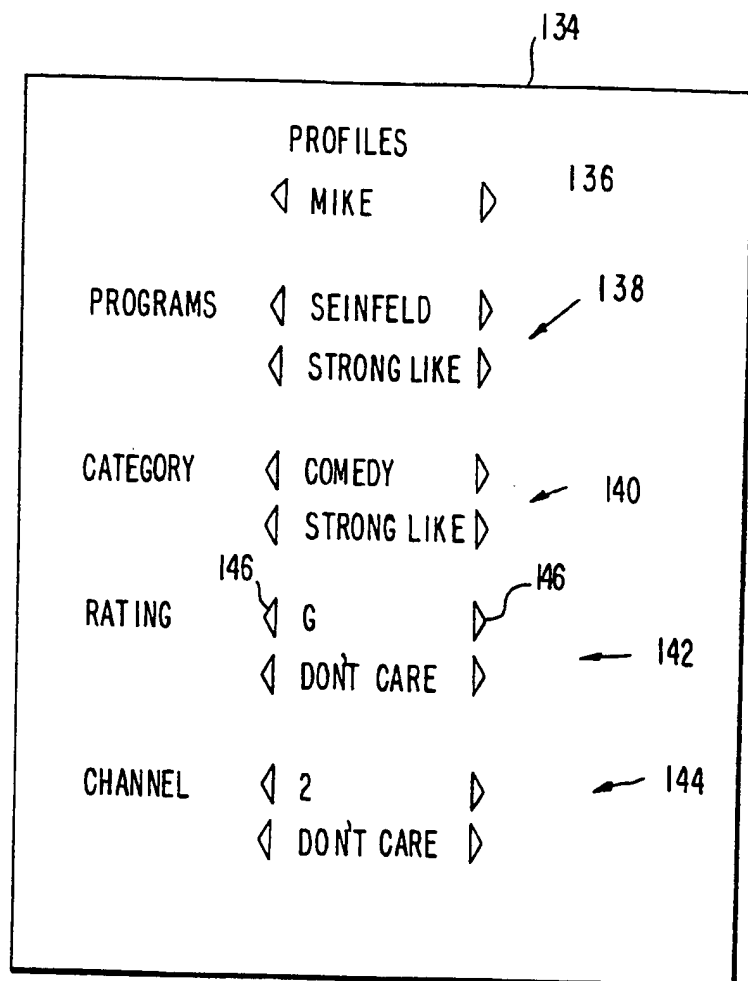 134
PROFILES
MIKE 136
PROGRAMS SEINFELD 138
STRONG LIKE
CATEGORY COMEDY 140
STRONG LIKE
146 146
RATING G
DON'T CARE 142
CHANNEL 2 144
DON'T CARE